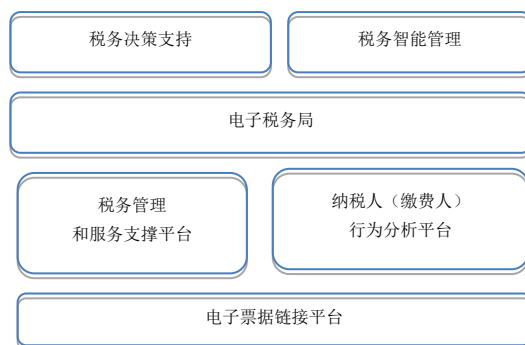 税务决策支持
税务智能管理
电子税务局
税务管理
和服务支撑平台
纳税人（缴费人）
行为分析平台
电子票据链接平台